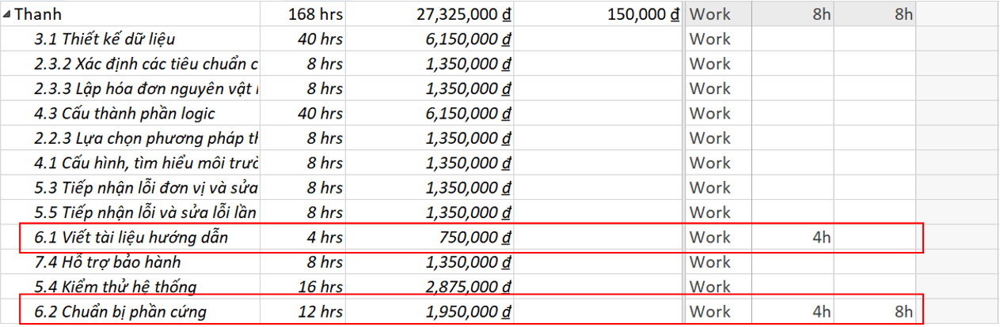 Thanh 168 hrs 27,325,000 ₫ 150,000 ₫ Work 8h 8h
3.1 Thiết kế dữ liệu 40 hrs 6,150,000 ₫ Work
2.3.2 Xác định các tiêu chuẩn c 8 hrs 1,350,000 ₫ Work
2.3.3 Lập hóa đơn nguyên vật 8 hrs 1,350,000 ₫ Work
4.3 Cấu thành phần logic 40 hrs 6,150,000 ₫ Work
2.2.3 Lựa chọn phương pháp th 8 hrs 1,350,000 ₫ Work
4.1 Cấu hình, tìm hiểu môi trườ 8 hrs 1,350,000 ₫ Work
5.3 Tiếp nhận lỗi đơn vị và sửa 8 hrs 1,350,000 ₫ Work
5.5 Tiếp nhận lỗi và sửa lỗi lần 8 hrs 1,350,000 ₫ Work
6.1 Viết tài liệu hướng dẫn 4 hrs 750,000 ₫ Work 4h
7.4 Hỗ trợ bảo hành 8 hrs 1,350,000 ₫ Work
5.4 Kiểm thử hệ thống 16 hrs 2,875,000 ₫ Work
6.2 Chuẩn bị phần cứng 12 hrs 1,950,000 ₫ Work 4h 8h